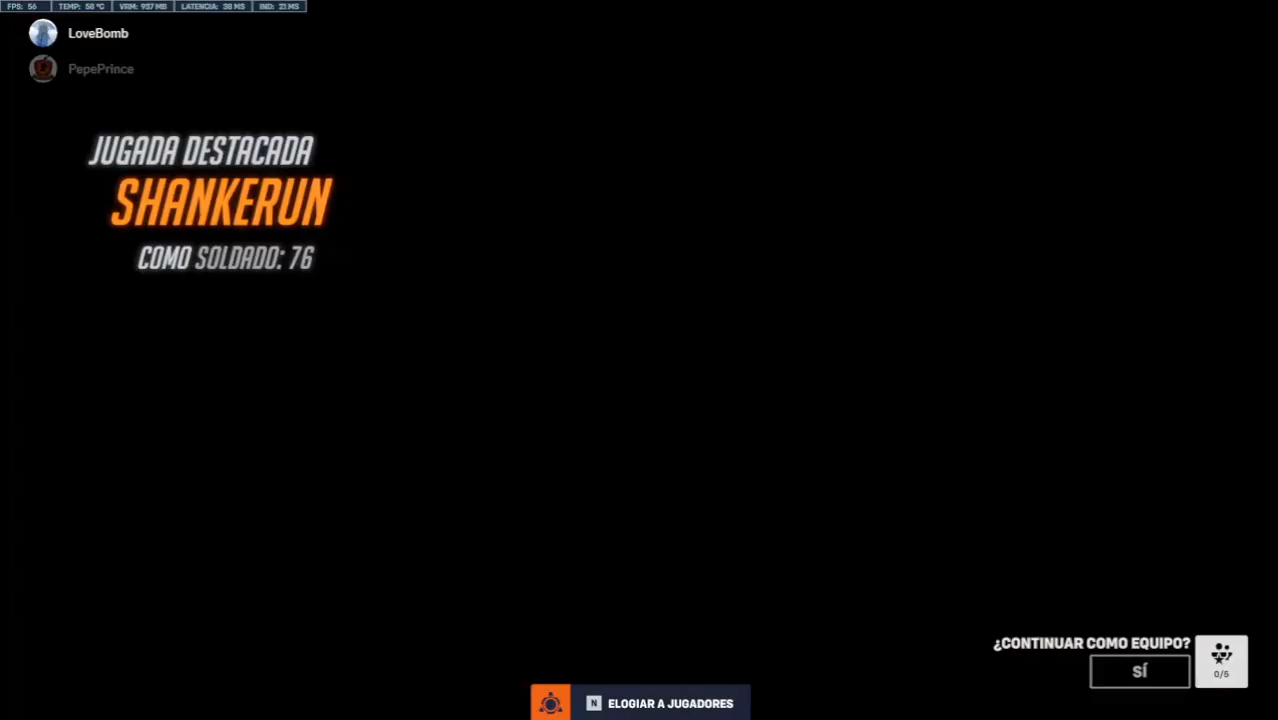 FPS: 56 TEMP: 58 ºC VRM: 937 MB LATENCIA: 38 MS IND: 21 MS
LoveBomb
PepePrince
JUGADA DESTACADA
SHANKERUN
COMO SOLDADO: 76
¿CONTINUAR COMO EQUIPO?
SÍ
0/5
N ELOGIAR A JUGADORES